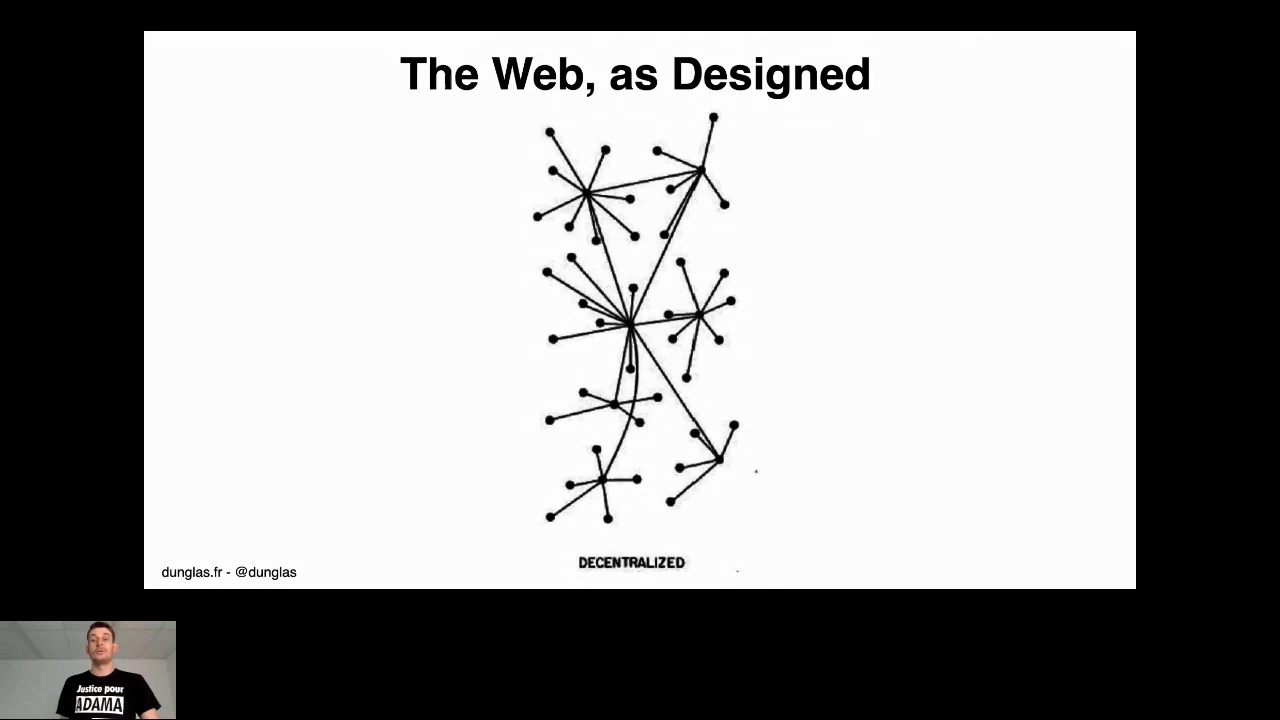 The Web, as Designed
DECENTRALIZED
dunglas.fr - @dunglas
Justice pour
ADAMA